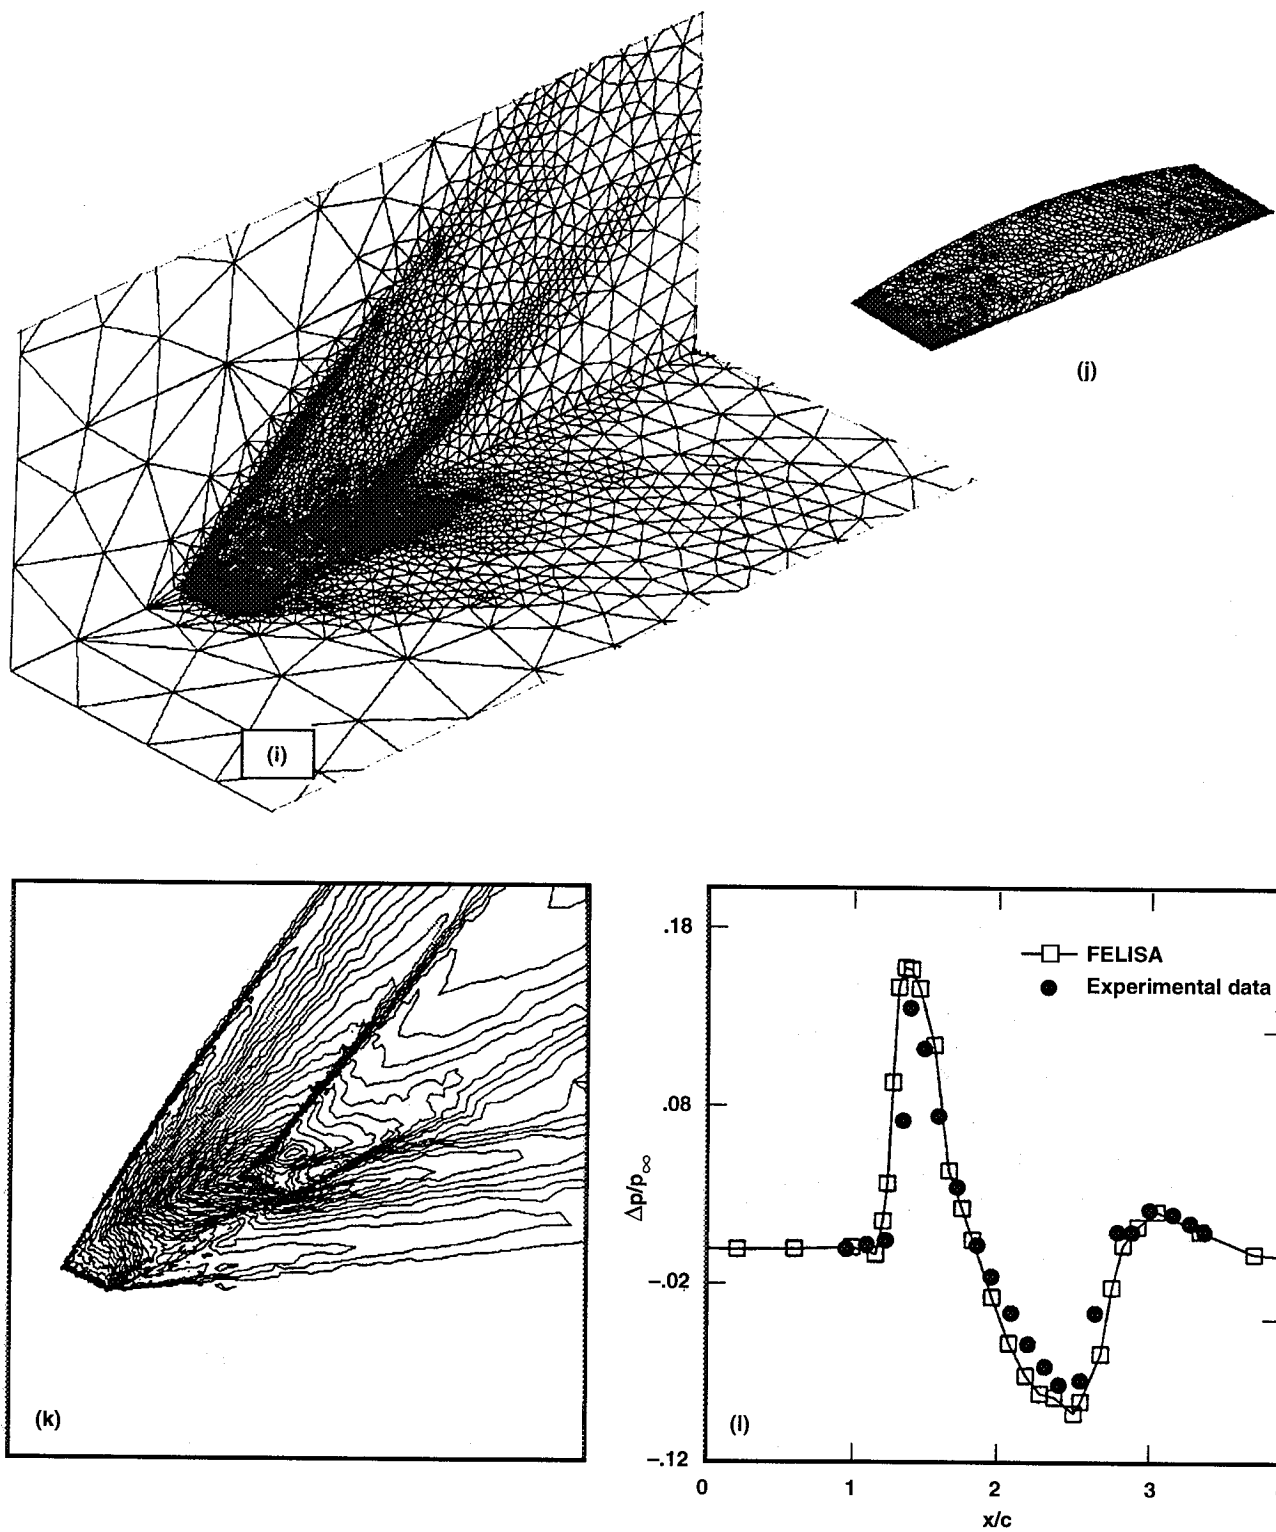 (j)
(i)
.18
FELISA
Experimental data
.08
Δp/p∞
–.02
(k)
(l)
–.12
0 1 2 3
x/c